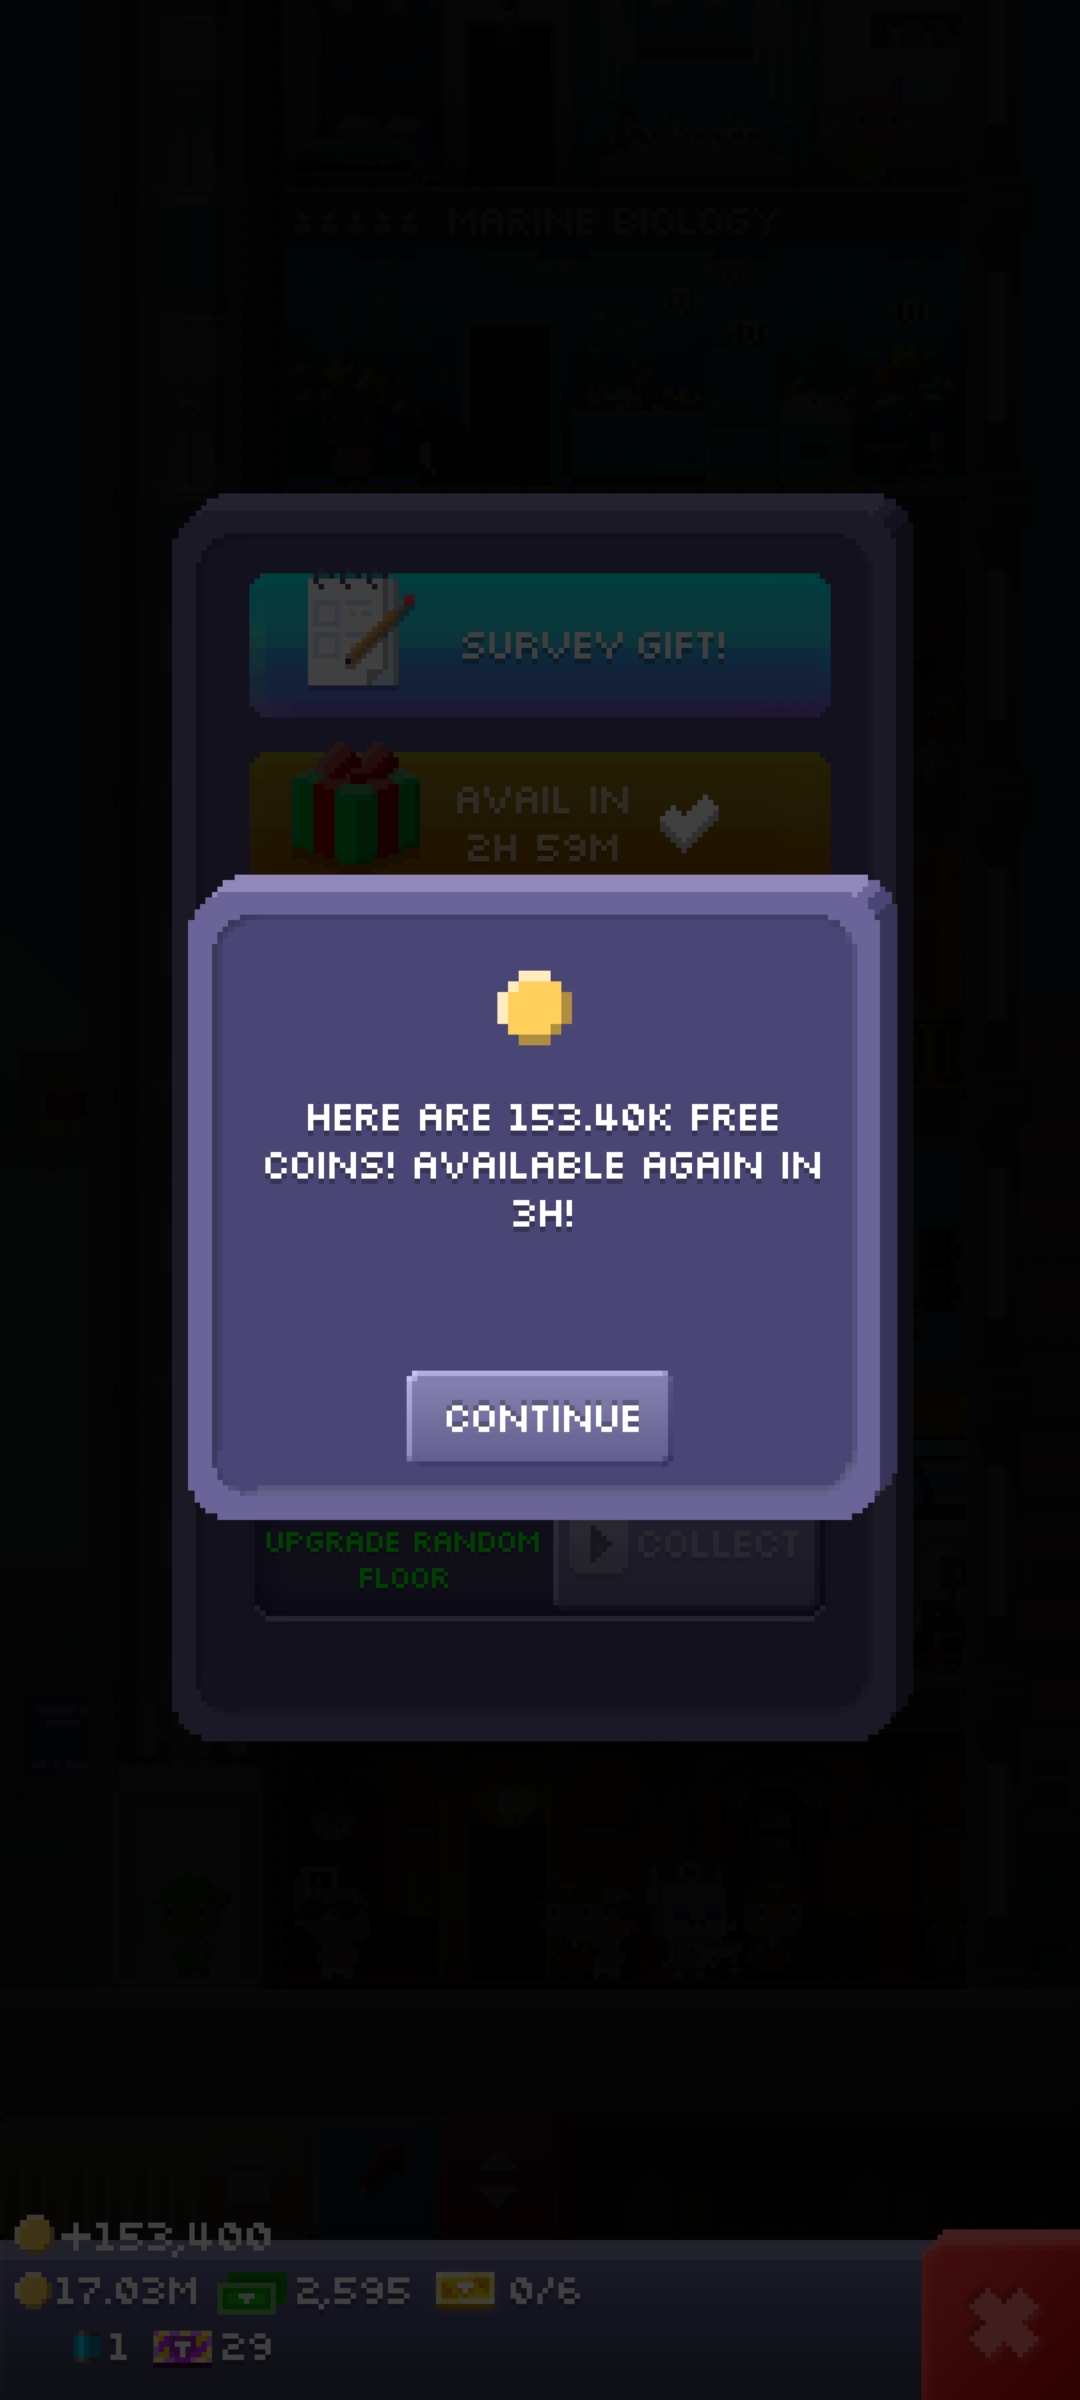 MARINE BIOLOGY
SURVEY GIFT!
AVAIL IN
2H 59M
HERE ARE 153.40K FREE
COINS! AVAILABLE AGAIN IN
3H!
CONTINUE
UPGRADE RANDOM
FLOOR
COLLECT
+153,400
17.03M 2,595 0/6
1 T 29